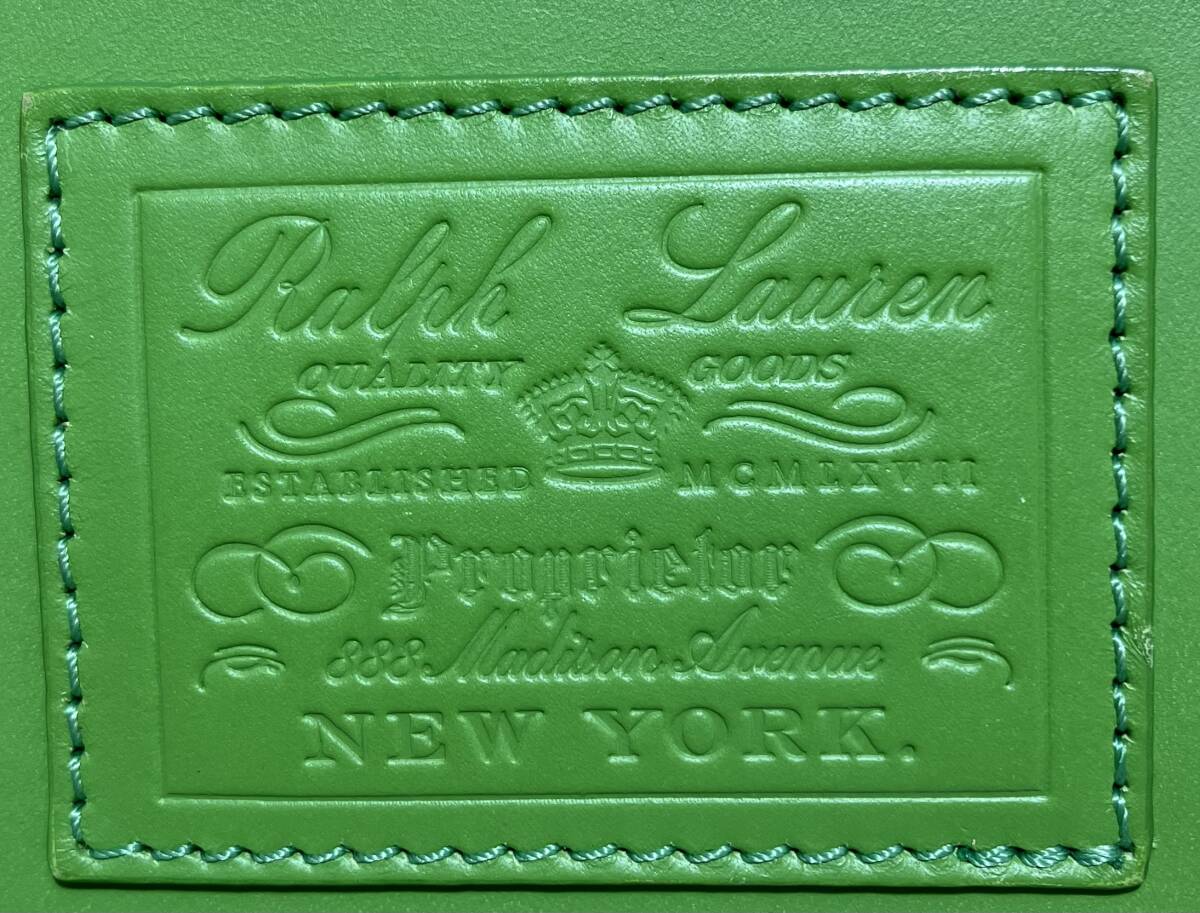 Ralph Lauren
QUALITY GOODS
ESTABLISHED MCMLXVII
Proprietor
888 Madison Avenue
NEW YORK.